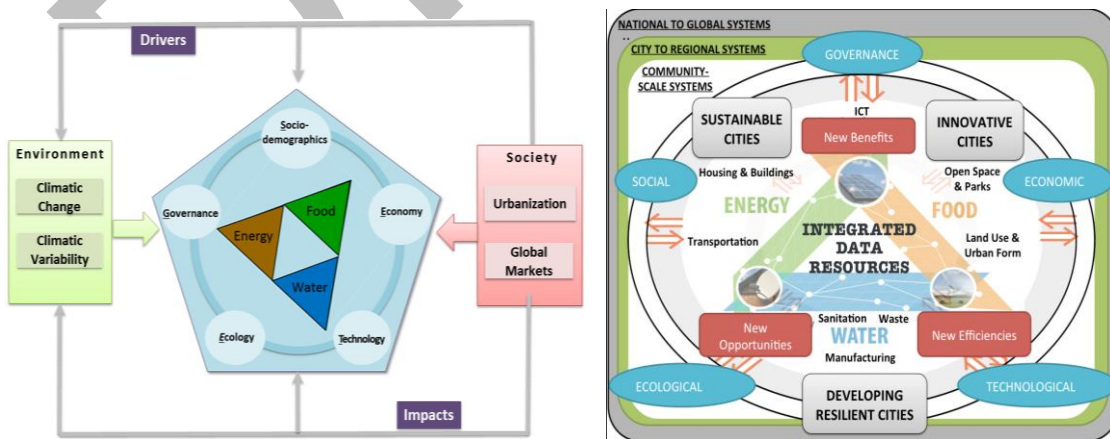 Drivers
Environment
Climatic
Change
Climatic
Variability
Socio-
demographics
Governance
Economy
Food
Energy
Water
Ecology
Technology
Society
Urbanization
Global
Markets
Impacts
NATIONAL TO GLOBAL SYSTEMS
..
CITY TO REGIONAL SYSTEMS
COMMUNITY-
SCALE SYSTEMS
GOVERNANCE
ICT
SUSTAINABLE
CITIES
New Benefits
INNOVATIVE
CITIES
Housing & Buildings
Open Space
& Parks
SOCIAL
ECONOMIC
ENERGY
FOOD
INTEGRATED
DATA
RESOURCES
Transportation
Land Use &
Urban Form
Sanitation Waste
New
Opportunities
WATER
New Efficiencies
Manufacturing
ECOLOGICAL
TECHNOLOGICAL
DEVELOPING
RESILIENT CITIES